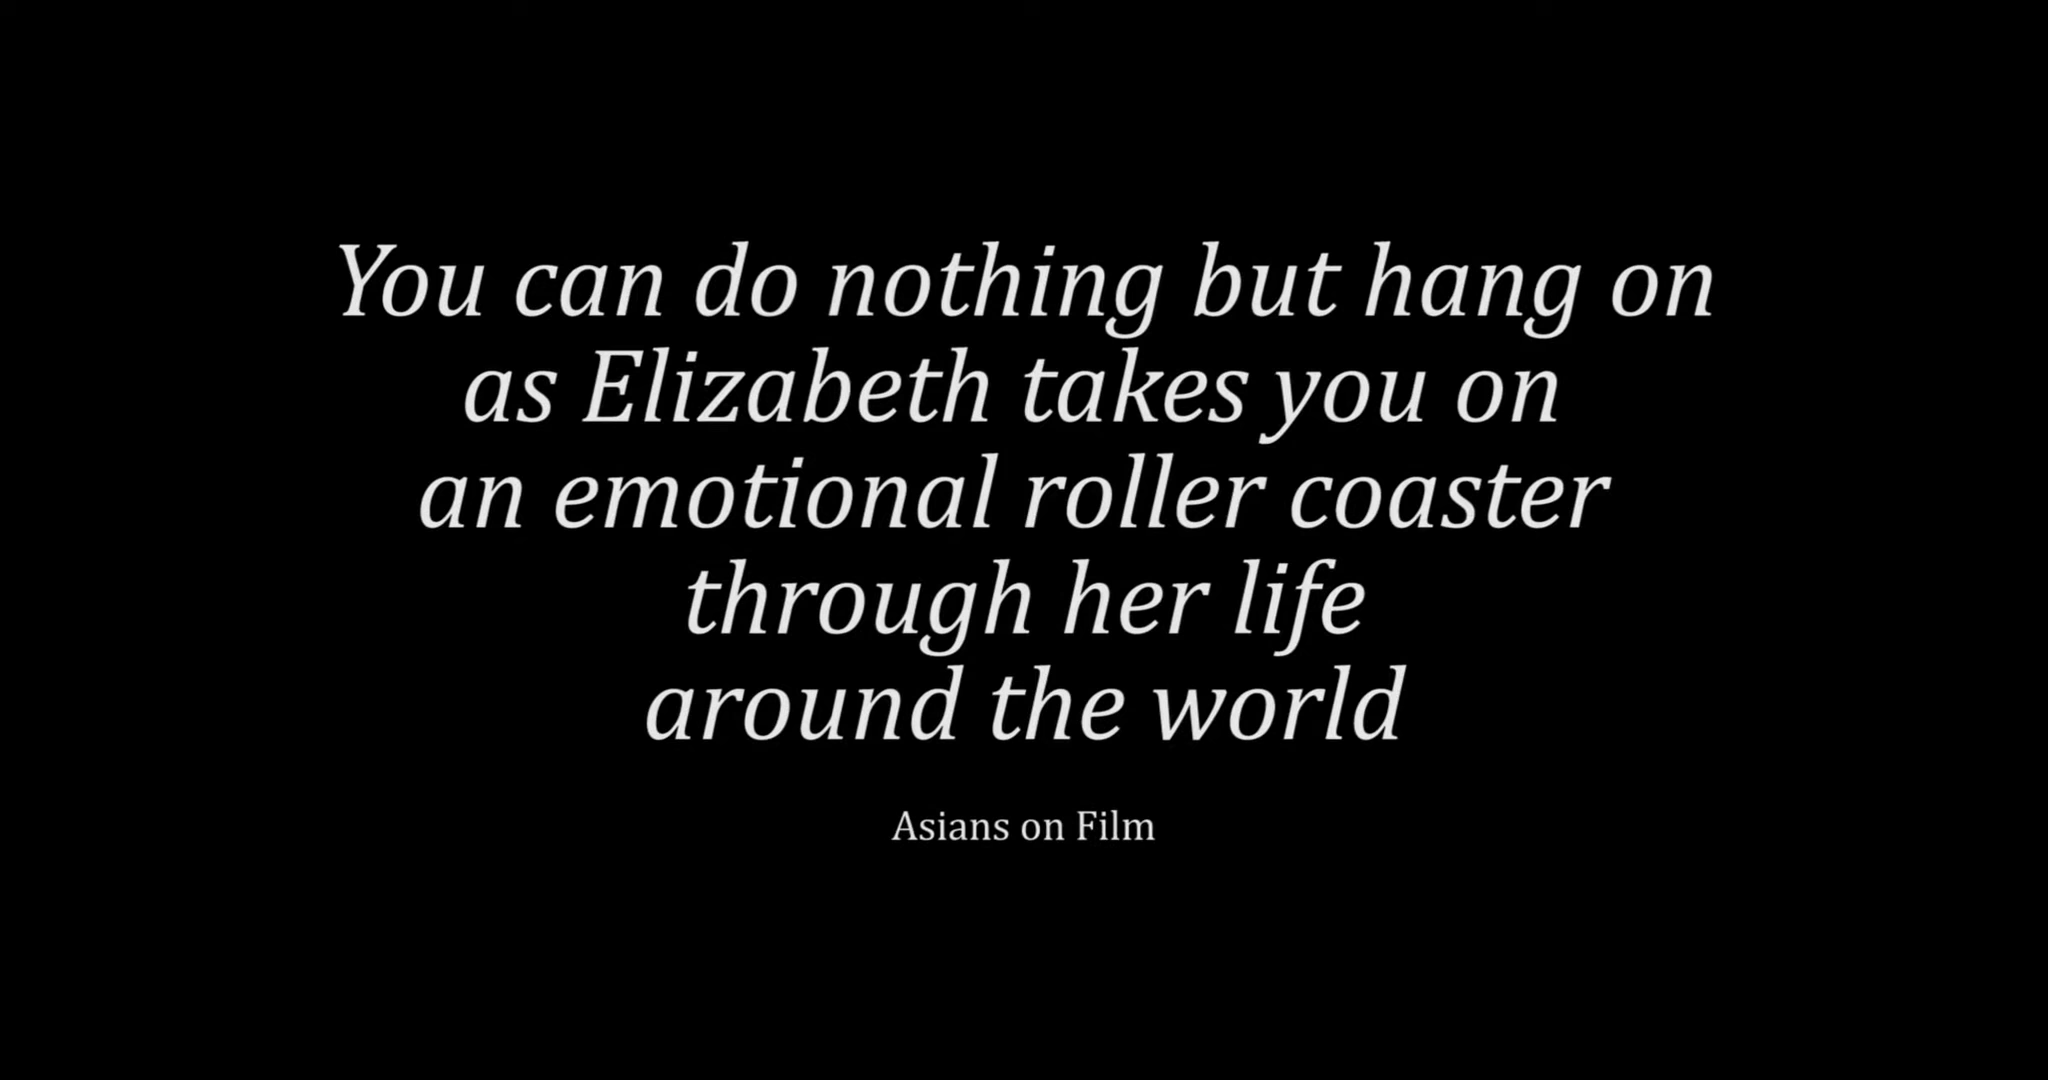 You can do nothing but hang on
as Elizabeth takes you on
an emotional roller coaster
through her life
around the world
Asians on Film